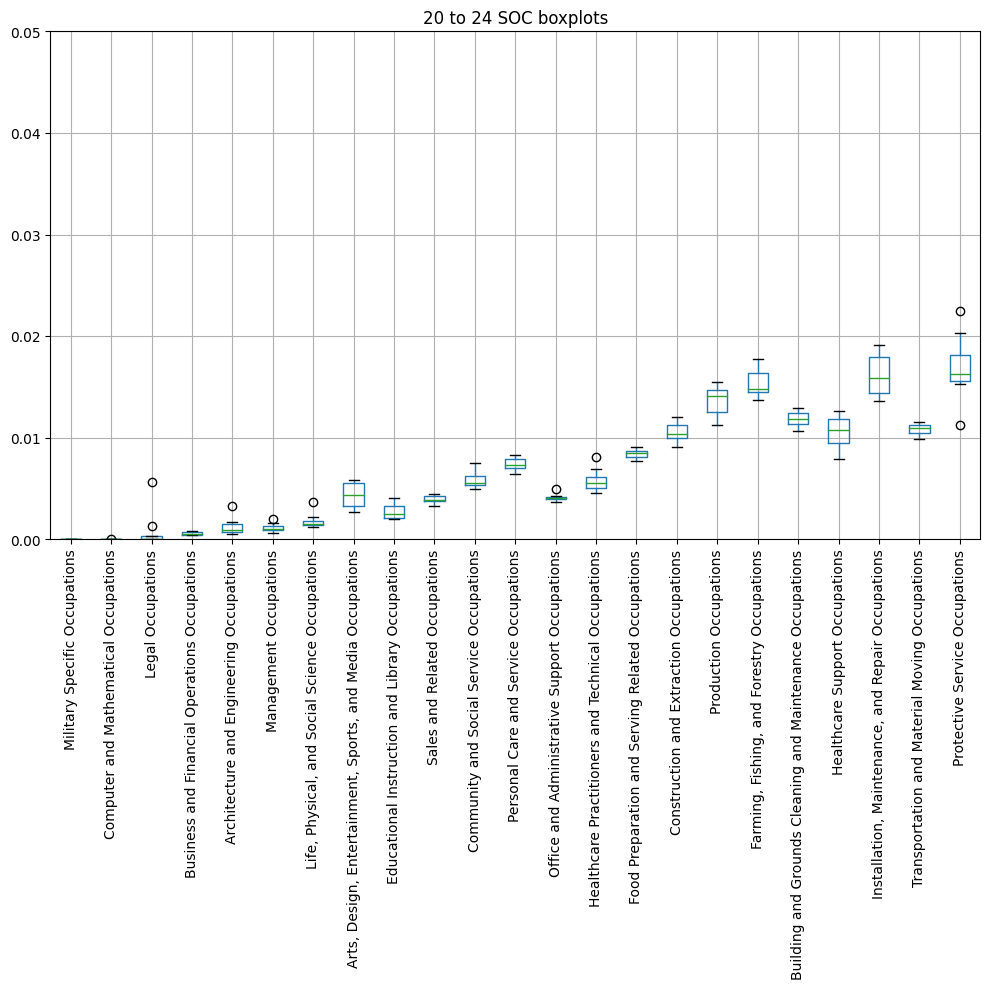 20 to 24 SOC boxplots
0.05
0.04
0.03
0.02
0.01
0.00
Military Specific Occupations
Computer and Mathematical Occupations
Legal Occupations
Business and Financial Operations Occupations
Architecture and Engineering Occupations
Management Occupations
Life, Physical, and Social Science Occupations
Arts, Design, Entertainment, Sports, and Media Occupations
Educational Instruction and Library Occupations
Sales and Related Occupations
Community and Social Service Occupations
Personal Care and Service Occupations
Office and Administrative Support Occupations
Healthcare Practitioners and Technical Occupations
Food Preparation and Serving Related Occupations
Construction and Extraction Occupations
Production Occupations
Farming, Fishing, and Forestry Occupations
Building and Grounds Cleaning and Maintenance Occupations
Healthcare Support Occupations
Installation, Maintenance, and Repair Occupations
Transportation and Material Moving Occupations
Protective Service Occupations